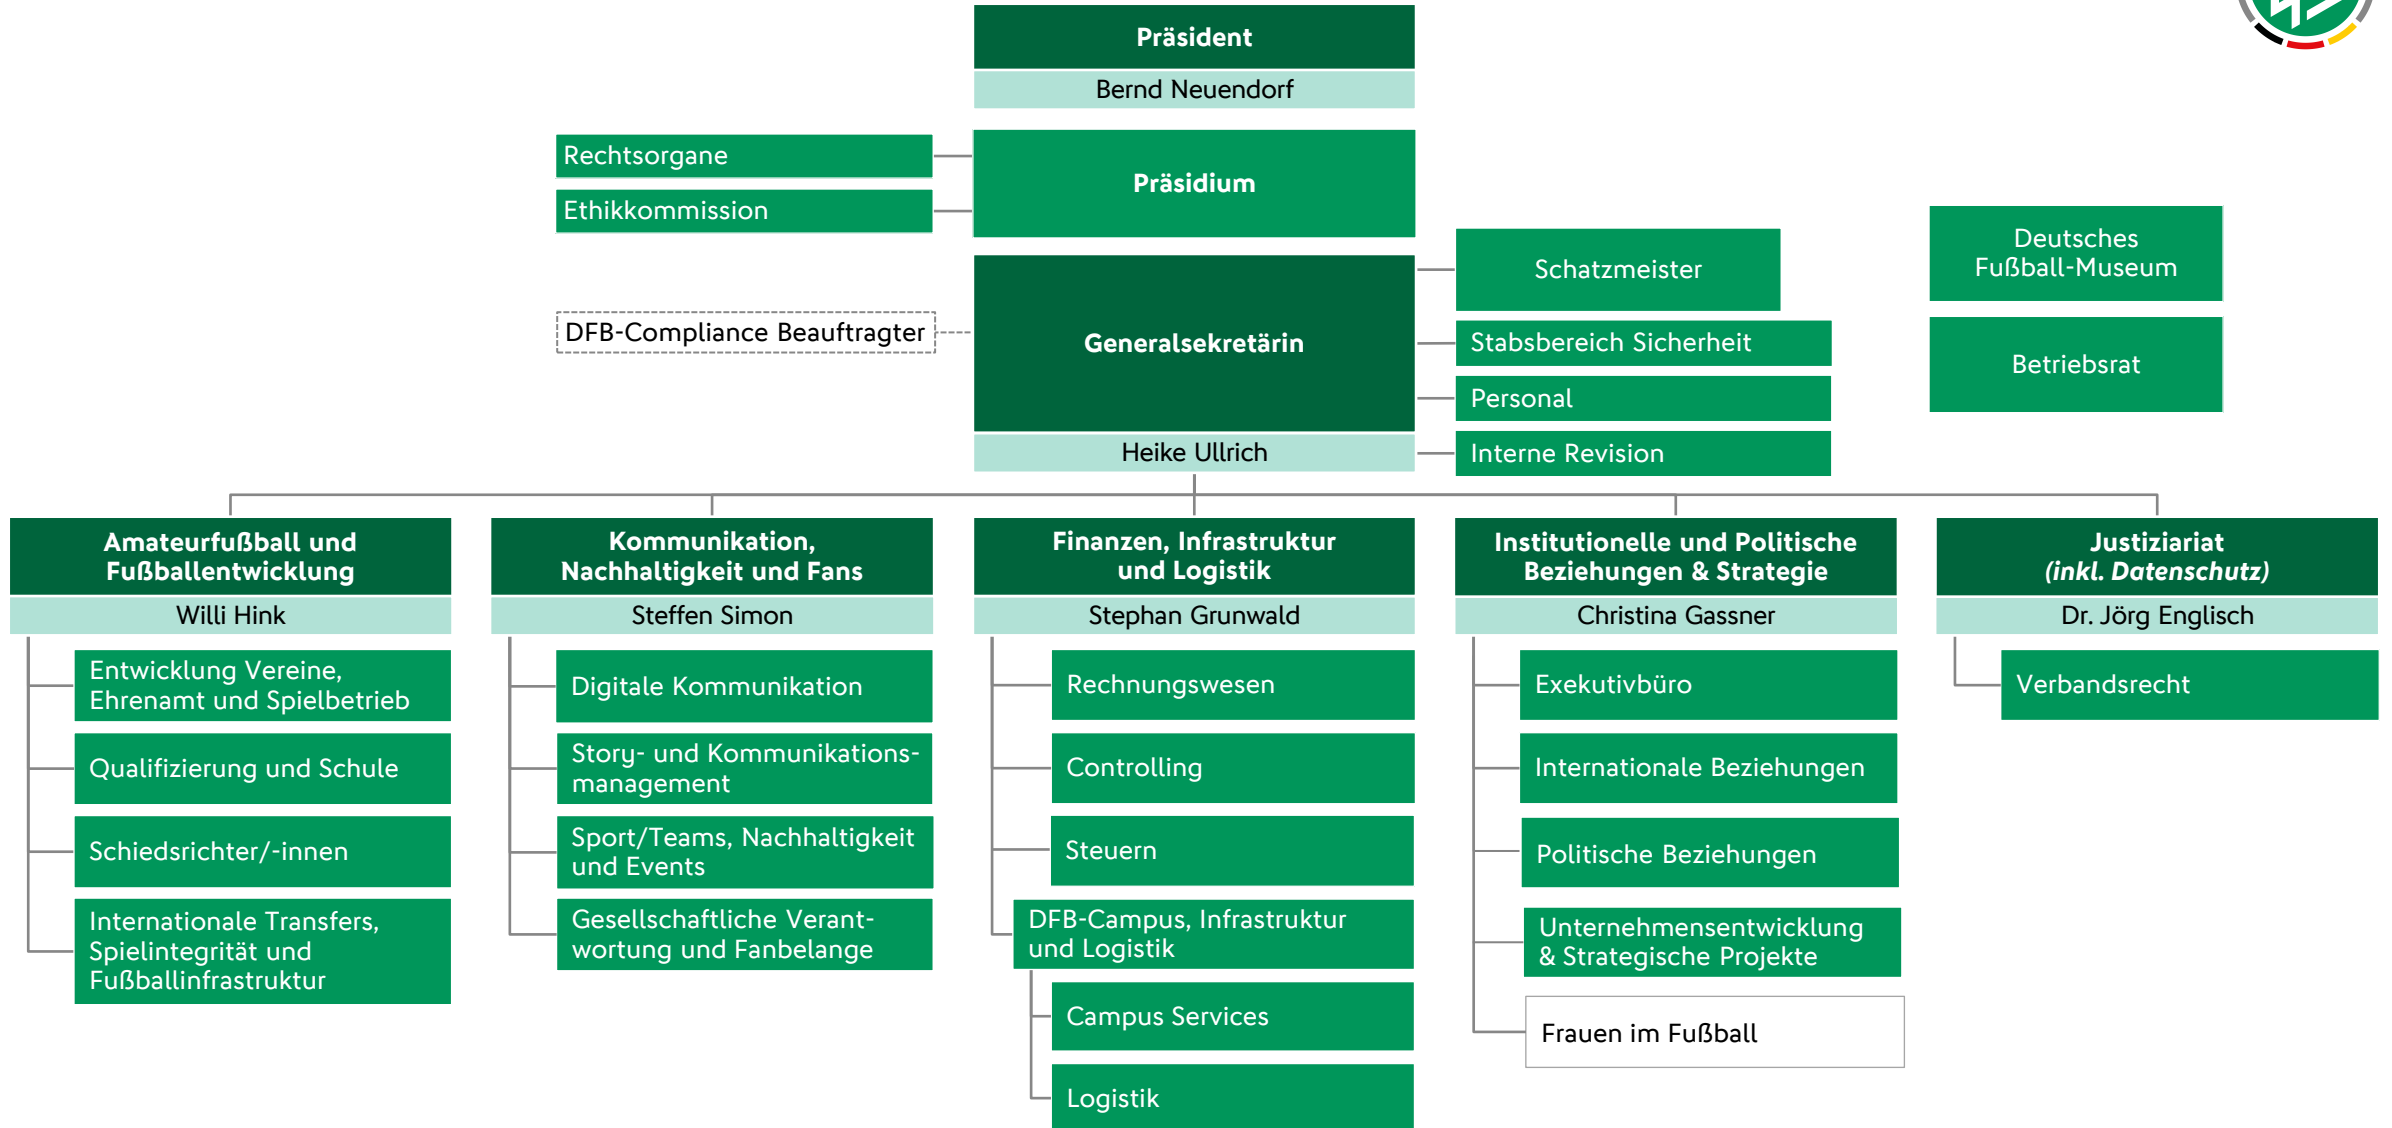 Präsident
Bernd Neuendorf
Rechtsorgane
Ethikkommission
Präsidium
Deutsches
Fußball-Museum
Betriebsrat
DFB-Compliance Beauftragter
Generalsekretärin
Heike Ullrich
Schatzmeister
Stabsbereich Sicherheit
Personal
Interne Revision
Amateurfußball und
Fußballentwicklung
Willi Hink
Entwicklung Vereine,
Ehrenamt und Spielbetrieb
Qualifizierung und Schule
Schiedsrichter/-innen
Internationale Transfers,
Spielintegrität und
Fußballinfrastruktur
Kommunikation,
Nachhaltigkeit und Fans
Steffen Simon
Digitale Kommunikation
Story- und Kommunikations-
management
Sport/Teams, Nachhaltigkeit
und Events
Gesellschaftliche Verant-
wortung und Fanbelange
Finanzen, Infrastruktur
und Logistik
Stephan Grunwald
Rechnungswesen
Controlling
Steuern
DFB-Campus, Infrastruktur
und Logistik
Campus Services
Logistik
Institutionelle und Politische
Beziehungen & Strategie
Christina Gassner
Exekutivbüro
Internationale Beziehungen
Politische Beziehungen
Unternehmensentwicklung
& Strategische Projekte
Frauen im Fußball
Justiziariat
(inkl. Datenschutz)
Dr. Jörg Englisch
Verbandsrecht